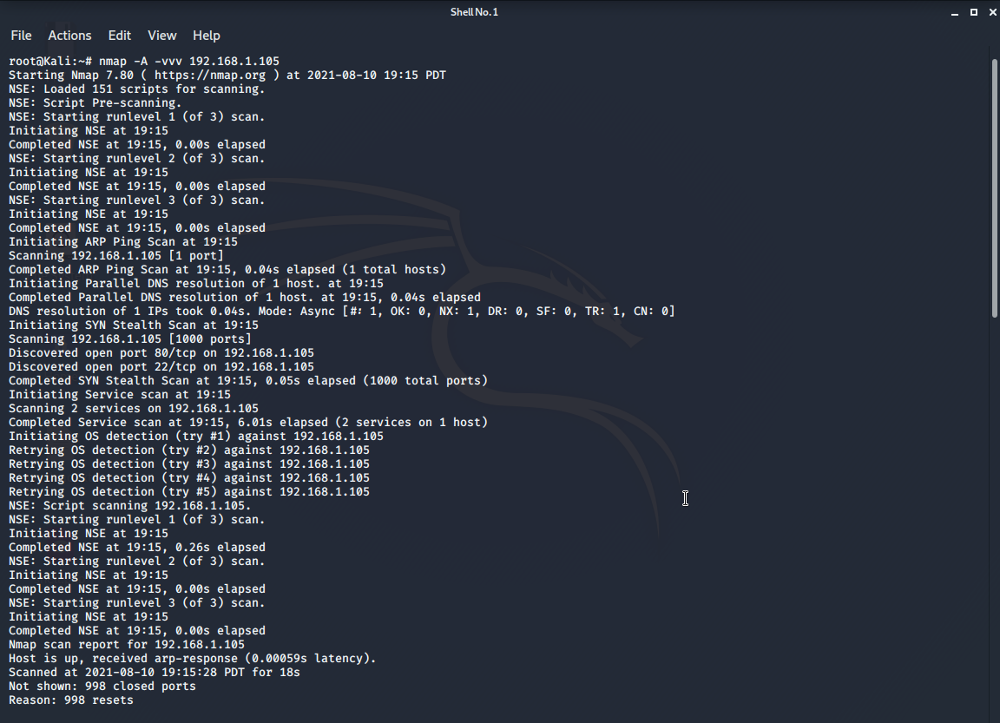 Shell No. 1
File Actions Edit View Help
root@Kali:~# nmap -A -vvv 192.168.1.105
Starting Nmap 7.80 ( https://nmap.org ) at 2021-08-10 19:15 PDT
NSE: Loaded 151 scripts for scanning.
NSE: Script Pre-scanning.
NSE: Starting runlevel 1 (of 3) scan.
Initiating NSE at 19:15
Completed NSE at 19:15, 0.00s elapsed
NSE: Starting runlevel 2 (of 3) scan.
Initiating NSE at 19:15
Completed NSE at 19:15, 0.00s elapsed
NSE: Starting runlevel 3 (of 3) scan.
Initiating NSE at 19:15
Completed NSE at 19:15, 0.00s elapsed
Initiating ARP Ping Scan at 19:15
Scanning 192.168.1.105 [1 port]
Completed ARP Ping Scan at 19:15, 0.04s elapsed (1 total hosts)
Initiating Parallel DNS resolution of 1 host. at 19:15
Completed Parallel DNS resolution of 1 host. at 19:15, 0.04s elapsed
DNS resolution of 1 IPs took 0.04s. Mode: Async [#: 1, OK: 0, NX: 1, DR: 0, SF: 0, TR: 1, CN: 0]
Initiating SYN Stealth Scan at 19:15
Scanning 192.168.1.105 [1000 ports]
Discovered open port 80/tcp on 192.168.1.105
Discovered open port 22/tcp on 192.168.1.105
Completed SYN Stealth Scan at 19:15, 0.05s elapsed (1000 total ports)
Initiating Service scan at 19:15
Scanning 2 services on 192.168.1.105
Completed Service scan at 19:15, 6.01s elapsed (2 services on 1 host)
Initiating OS detection (try #1) against 192.168.1.105
Retrying OS detection (try #2) against 192.168.1.105
Retrying OS detection (try #3) against 192.168.1.105
Retrying OS detection (try #4) against 192.168.1.105
Retrying OS detection (try #5) against 192.168.1.105
NSE: Script scanning 192.168.1.105.
NSE: Starting runlevel 1 (of 3) scan.
Initiating NSE at 19:15
Completed NSE at 19:15, 0.26s elapsed
NSE: Starting runlevel 2 (of 3) scan.
Initiating NSE at 19:15
Completed NSE at 19:15, 0.00s elapsed
NSE: Starting runlevel 3 (of 3) scan.
Initiating NSE at 19:15
Completed NSE at 19:15, 0.00s elapsed
Nmap scan report for 192.168.1.105
Host is up, received arp-response (0.00059s latency).
Scanned at 2021-08-10 19:15:28 PDT for 18s
Not shown: 998 closed ports
Reason: 998 resets